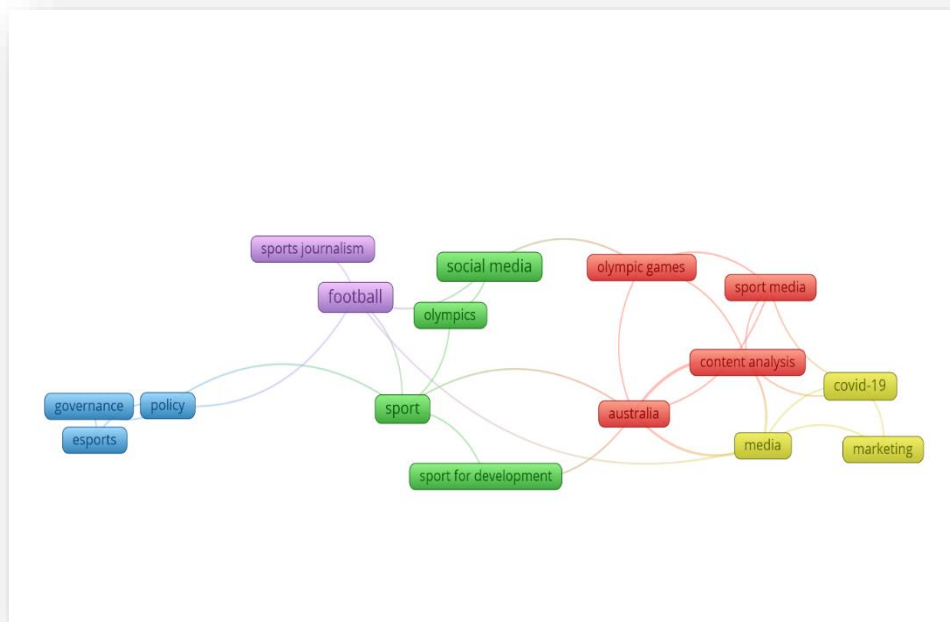 sports journalism
social media
olympic games
football
sport media
olympics
content analysis
covid-19
governance
policy
sport
australia
esports
media
marketing
sport for development